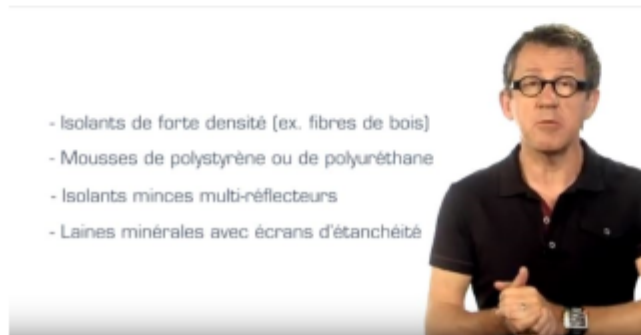 - Isolants de forte densité (ex. fibres de bois)
- Mousses de polystyrène ou de polyuréthane
- Isolants minces multi-réflecteurs
- Laines minérales avec écrans d'étanchéité